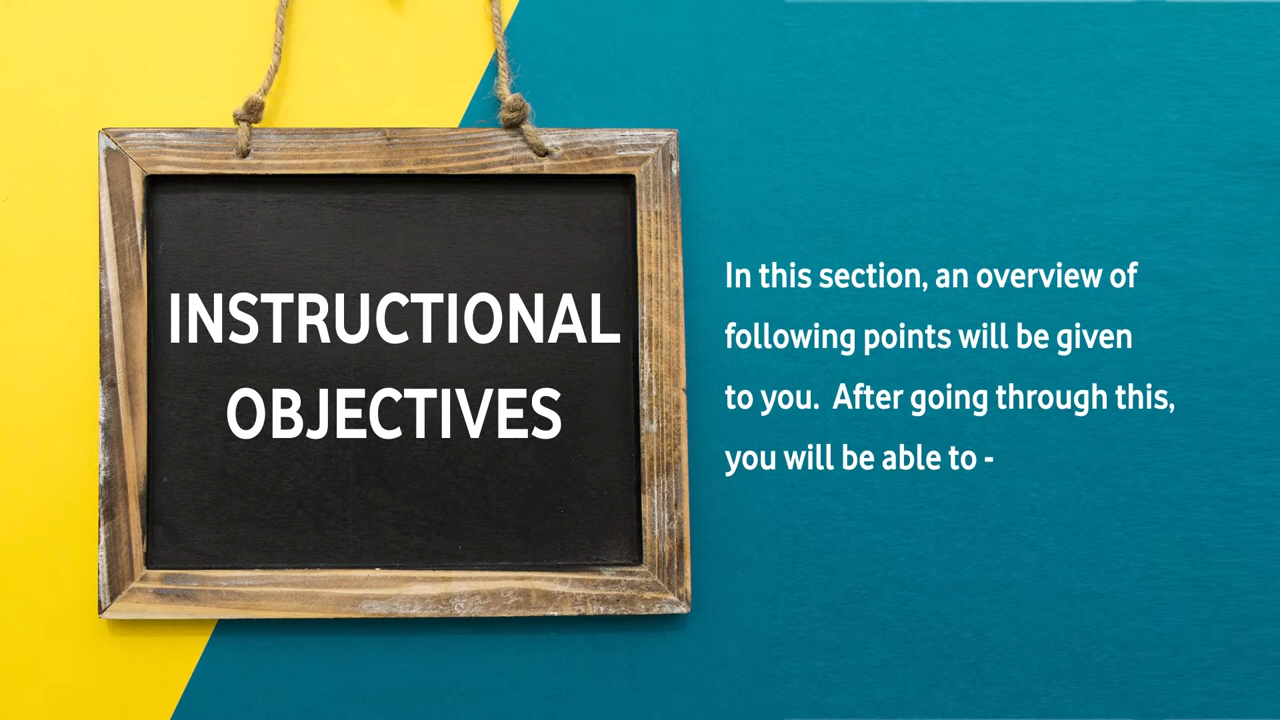 INSTRUCTIONAL
OBJECTIVES
In this section, an overview of
following points will be given
to you.  After going through this,
you will be able to -